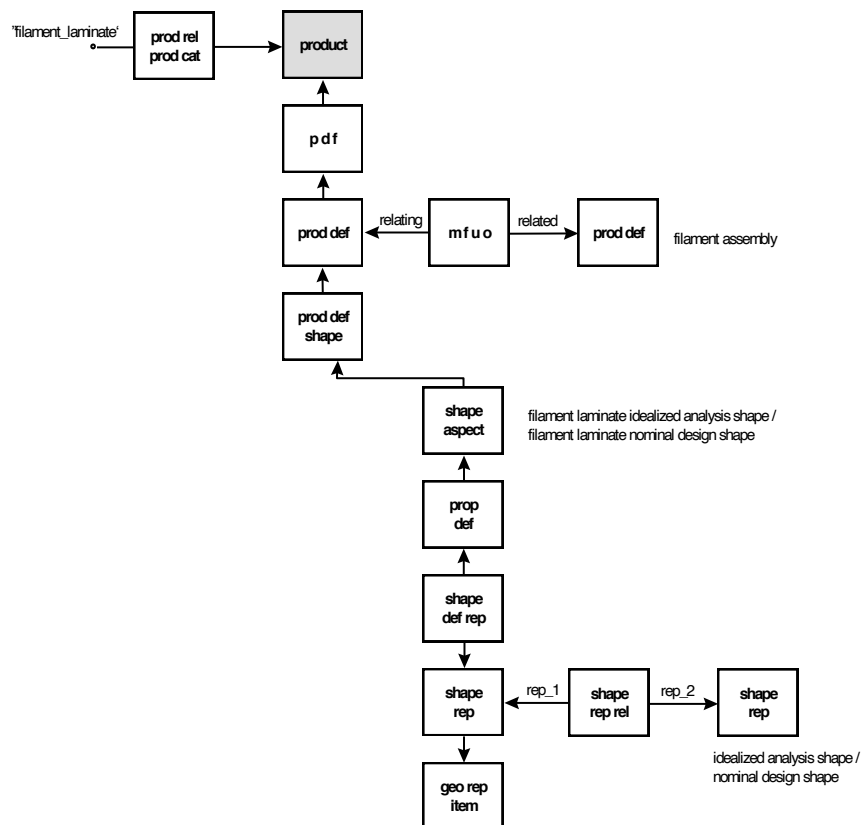 "filament_laminate'
prod rel
prod cat
product
pdf
relating
related
prod def
mfuo
prod def
filament assembly
prod def
shape
shape
aspect
filament laminate idealized analysis shape /
filament laminate nominal design shape
prop
def
shape
def rep
rep_1
rep_2
shape
rep
shape
rep rel
shape
rep
idealized analysis shape /
nominal design shape
geo rep
item